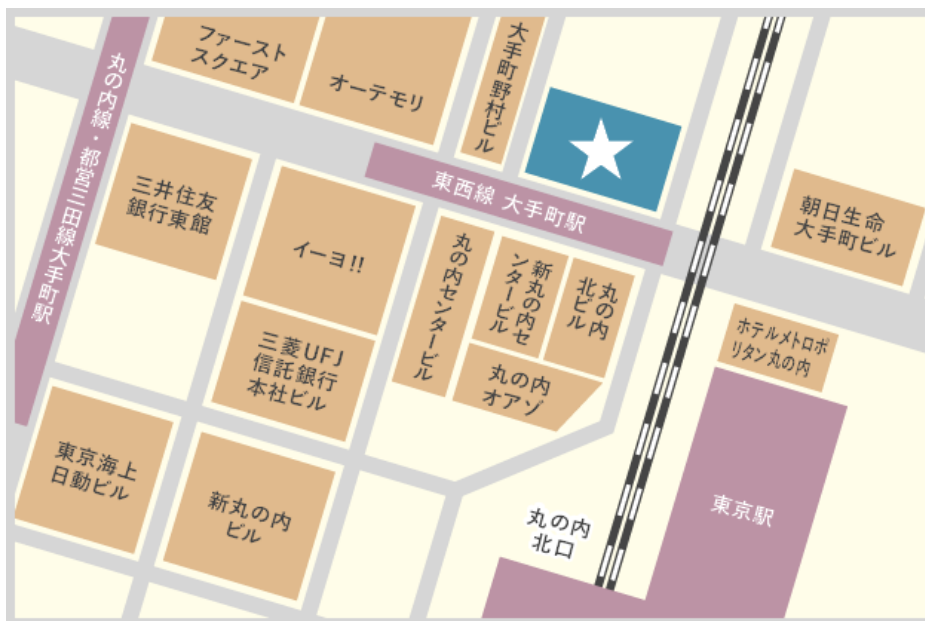 ファースト
スクエア
オーテモリ
大手町野村ビル
丸の内線・都営三田線大手町駅
三井住友
銀行東館
東西線 大手町駅
朝日生命
大手町ビル
イーヨ!!
丸の内センタービル
新丸の内セ
ンタービル
丸の内
北ビル
ホテルメトロポ
リタン丸の内
三菱UFJ
信託銀行
本社ビル
丸の内
オアゾ
東京海上
日動ビル
新丸の内
ビル
丸の内
北口
東京駅